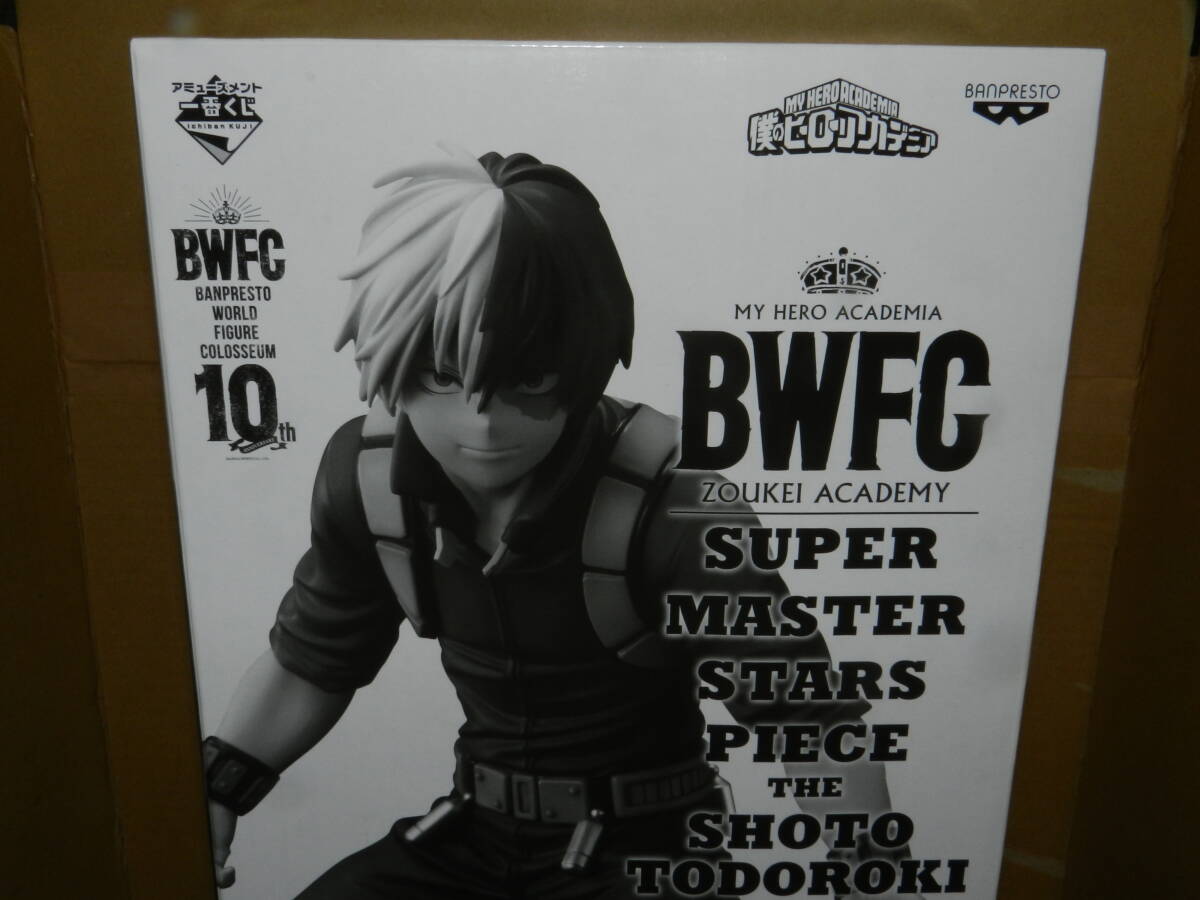 アミューズメント
一番くじ
Ichiban KUJI
BWFC
BANPRESTO
WORLD
FIGURE
COLOSSEUM
10th
ANNIVERSARY
MY HERO ACADEMIA
僕のヒーローアカデミア
BANPRESTO
MY HERO ACADEMIA
BWFC
ZOUKEI ACADEMY
SUPER
MASTER
STARS
PIECE
THE
SHOTO
TODOROKI